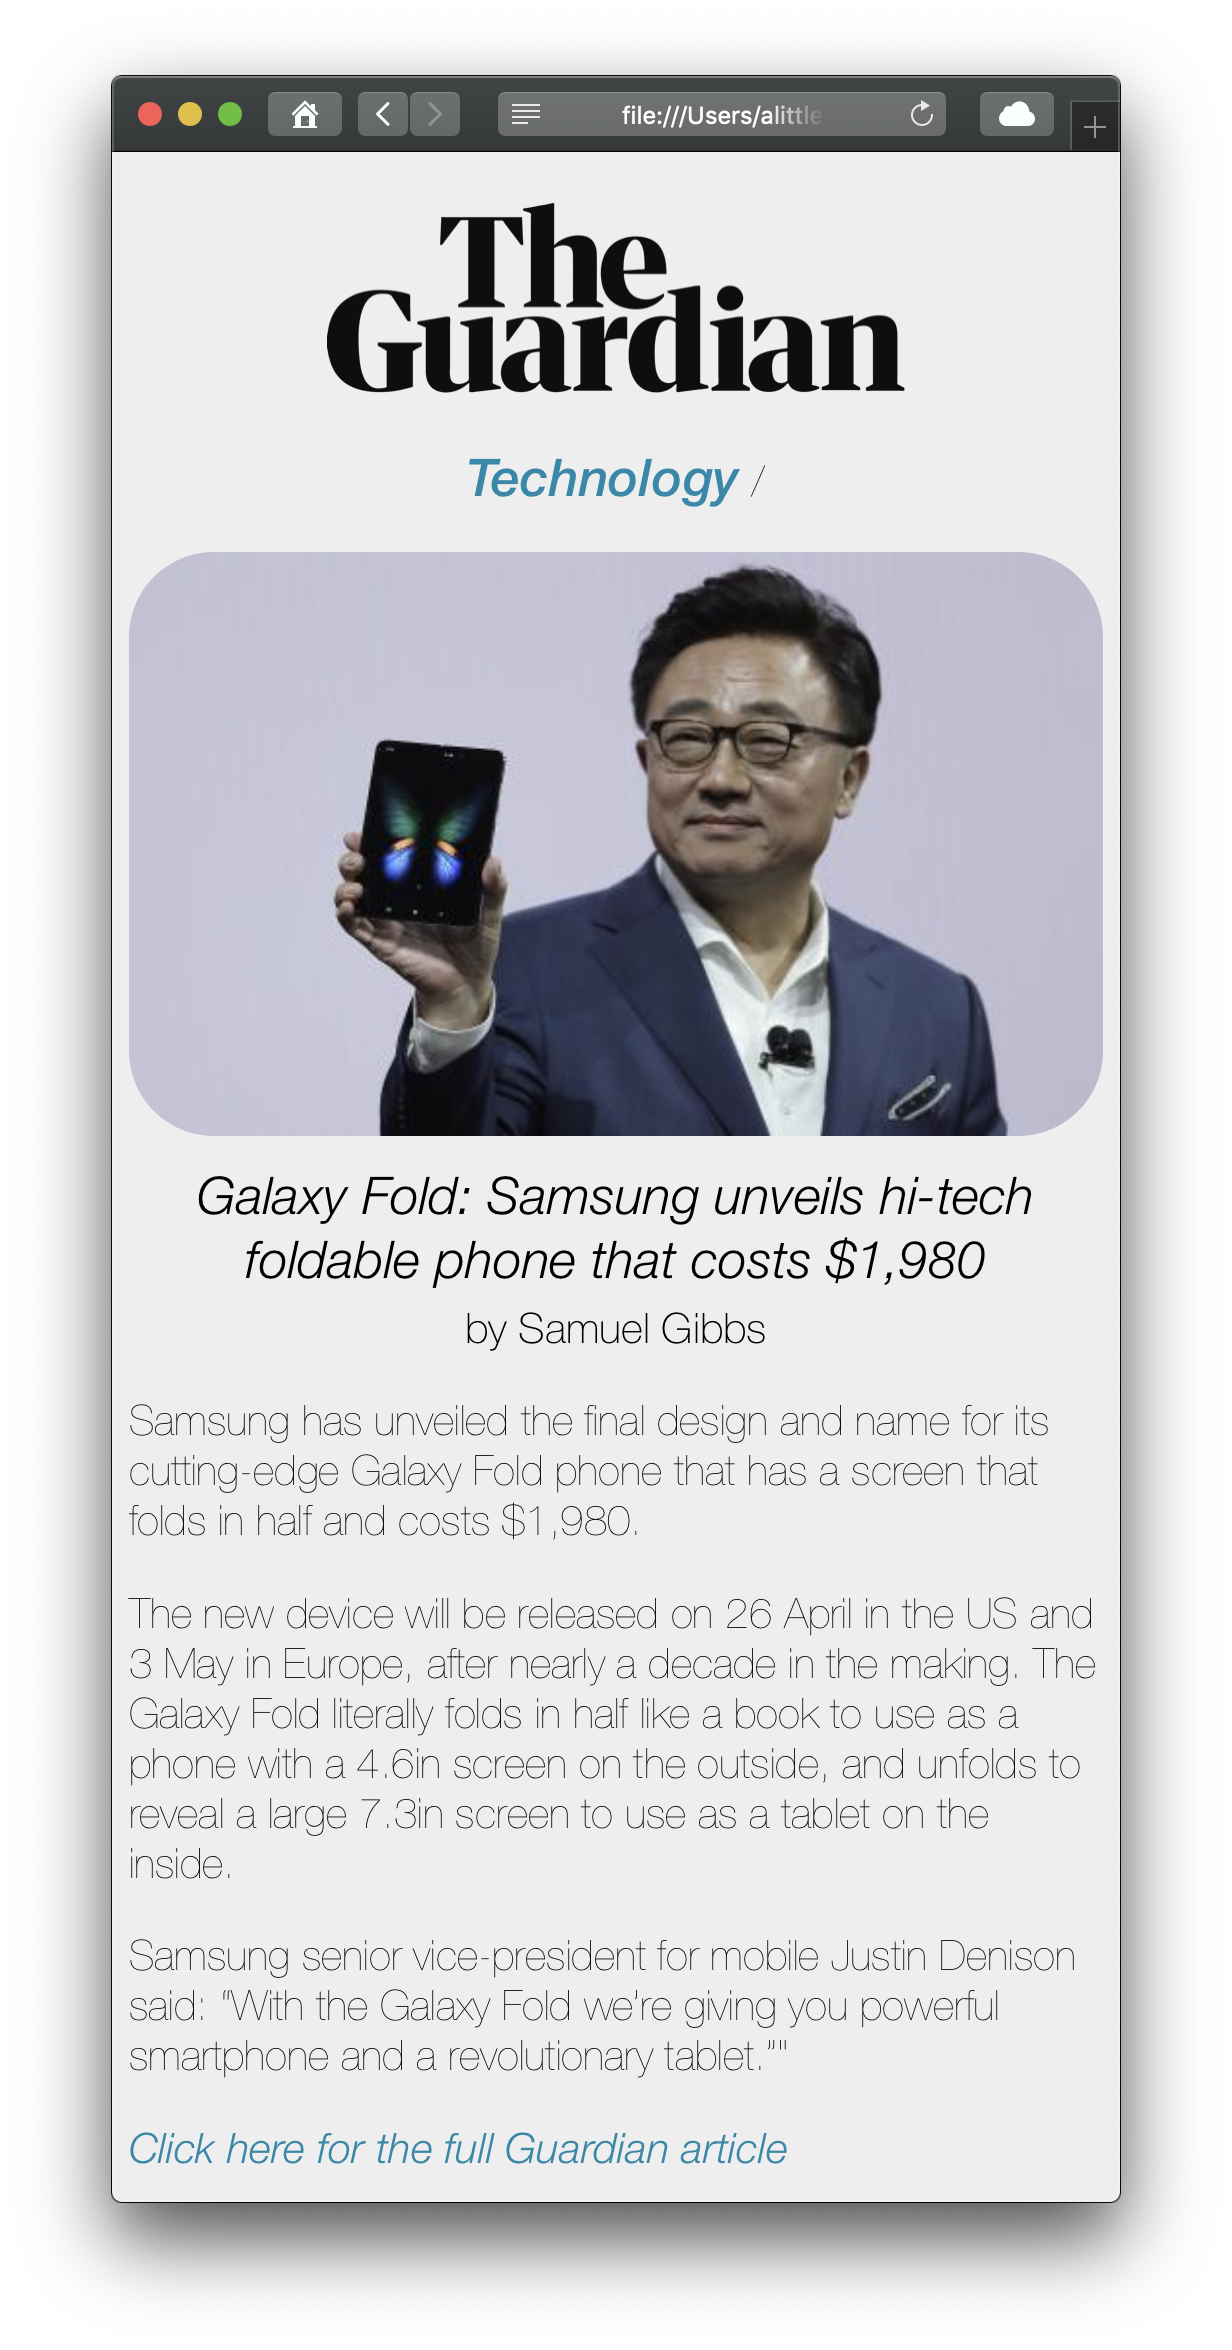 file:///Users/alittle
The
Guardian
Technology /
Galaxy Fold: Samsung unveils hi-tech
foldable phone that costs $1,980
by Samuel Gibbs
Samsung has unveiled the final design and name for its
cutting-edge Galaxy Fold phone that has a screen that
folds in half and costs $1,980.
The new device will be released on 26 April in the US and
3 May in Europe, after nearly a decade in the making. The
Galaxy Fold literally folds in half like a book to use as a
phone with a 4.6in screen on the outside, and unfolds to
reveal a large 7.3in screen to use as a tablet on the
inside.
Samsung senior vice-president for mobile Justin Denison
said: “With the Galaxy Fold we’re giving you powerful
smartphone and a revolutionary tablet.”"
Click here for the full Guardian article